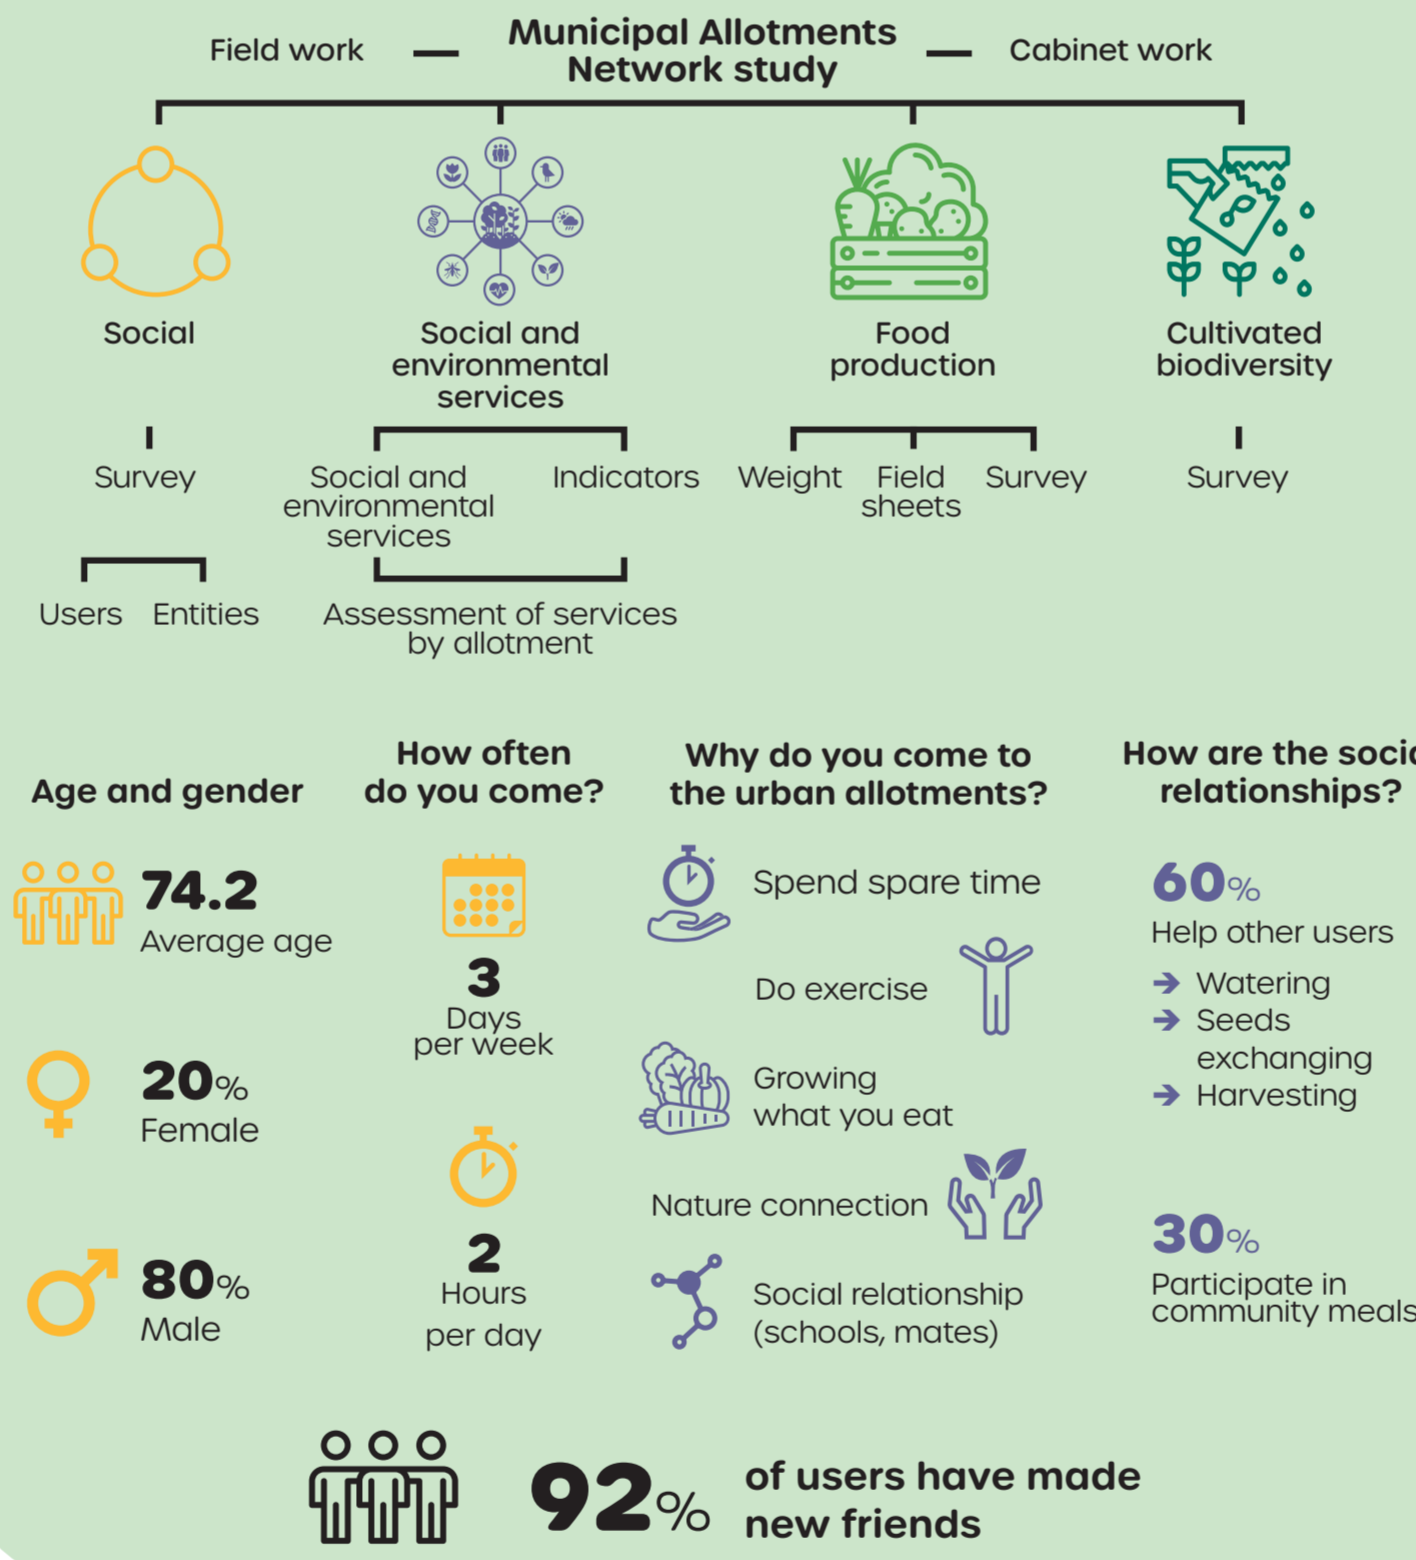 Field work — Municipal Allotments Network study — Cabinet work
Social
Social and
environmental
services
Food
production
Cultivated
biodiversity
Survey
Social and
environmental
services
Indicators
Weight
Field
sheets
Survey
Survey
Users
Entities
Assessment of services
by allotment
Age and gender
74.2
Average age
20%
Female
80%
Male
How often
do you come?
3
Days
per week
2
Hours
per day
Why do you come to
the urban allotments?
Spend spare time
Do exercise
Growing
what you eat
Nature connection
Social relationship
(schools, mates)
How are the
relationships?
60%
Help other users
→ Watering
→ Seeds
exchanging
→ Harvesting
30%
Participate in
community meals
92%
of users have made
new friends